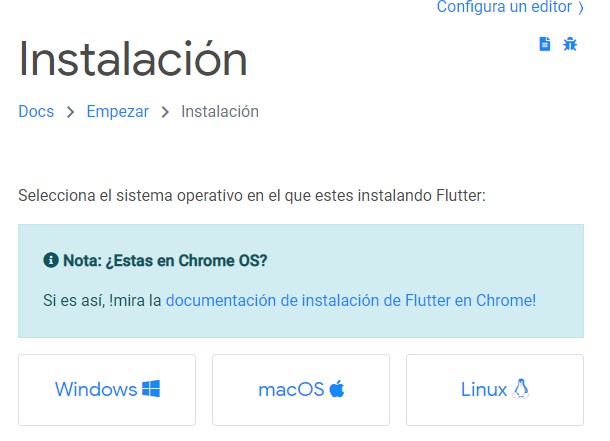 Configura un editor ›
Instalación
Docs > Empezar > Instalación
Selecciona el sistema operativo en el que estes instalando Flutter:
Nota: ¿Estas en Chrome OS?
Si es así, !mira la documentación de instalación de Flutter en Chrome!
Windows
macOS
Linux